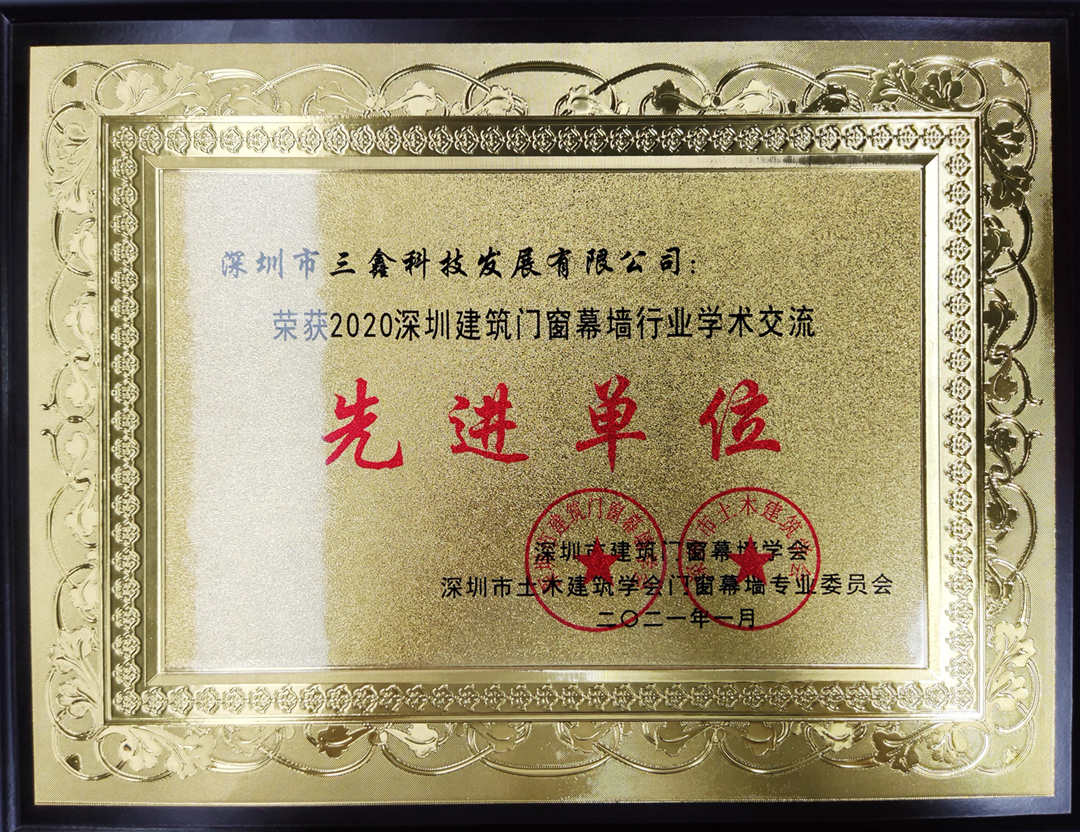 深圳市三鑫科技发展有限公司：
荣获2020深圳建筑门窗幕墙行业学术交流
先进单位
深圳市建筑门窗幕墙学会
深圳市土木建筑学会门窗幕墙专业委员会
二〇二一年一月